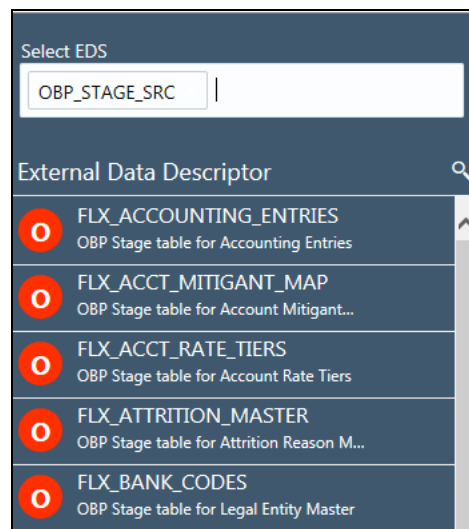 Select EDS
OBP_STAGE_SRC
External Data Descriptor
O
FLX_ACCOUNTING_ENTRIES
OBP Stage table for Accounting Entries
O
FLX_ACCT_MITIGANT_MAP
OBP Stage table for Account Mitigant...
O
FLX_ACCT_RATE_TIERS
OBP Stage table for Account Rate Tiers
O
FLX_ATTRITION_MASTER
OBP Stage table for Attrition Reason M...
O
FLX_BANK_CODES
OBP Stage table for Legal Entity Master